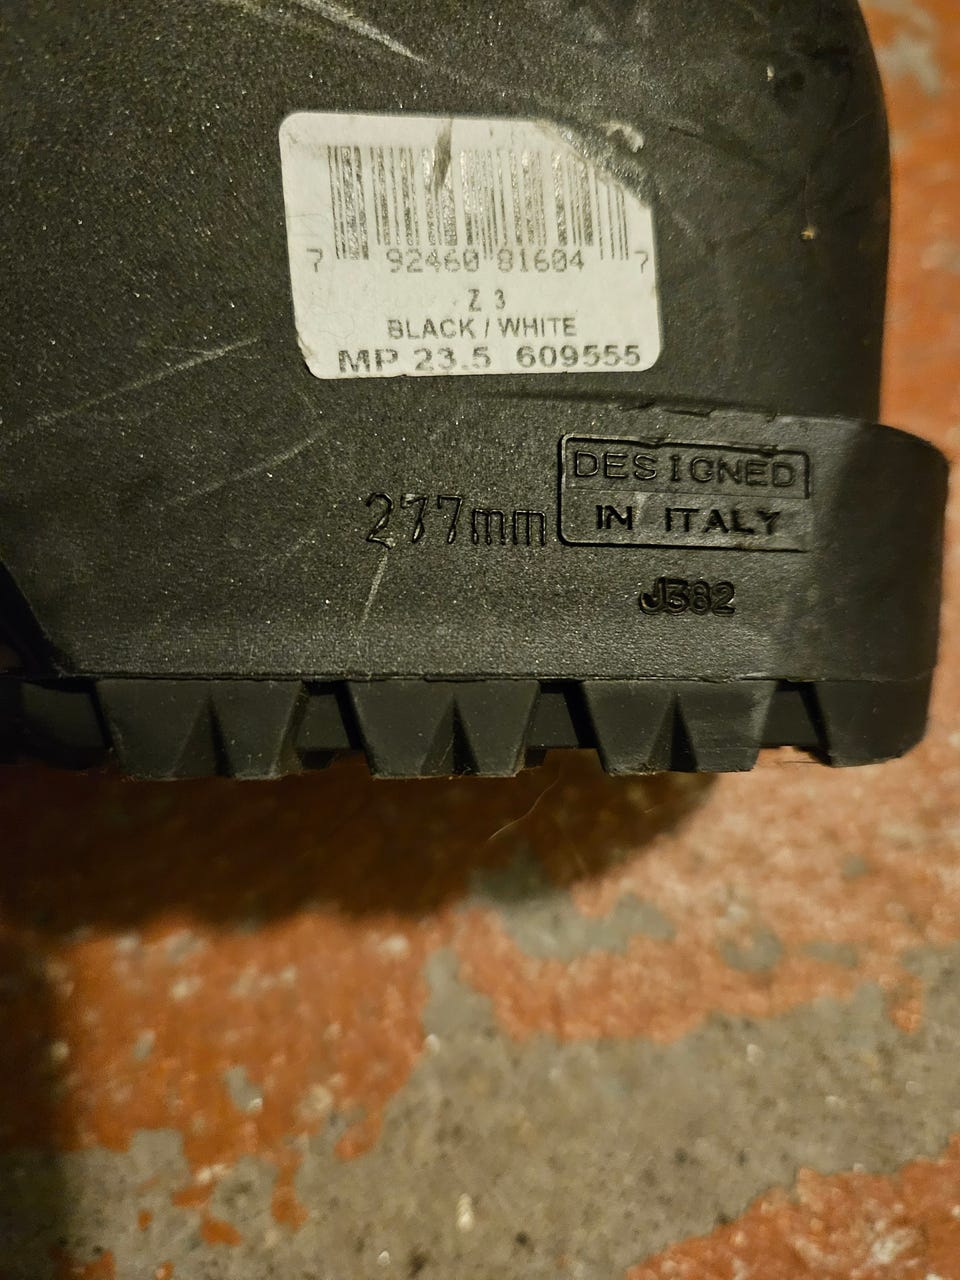 7 92460 81604 7
Z 3
BLACK / WHITE
MP 23.5 609555
277mm
DESIGNED
IN ITALY
J382